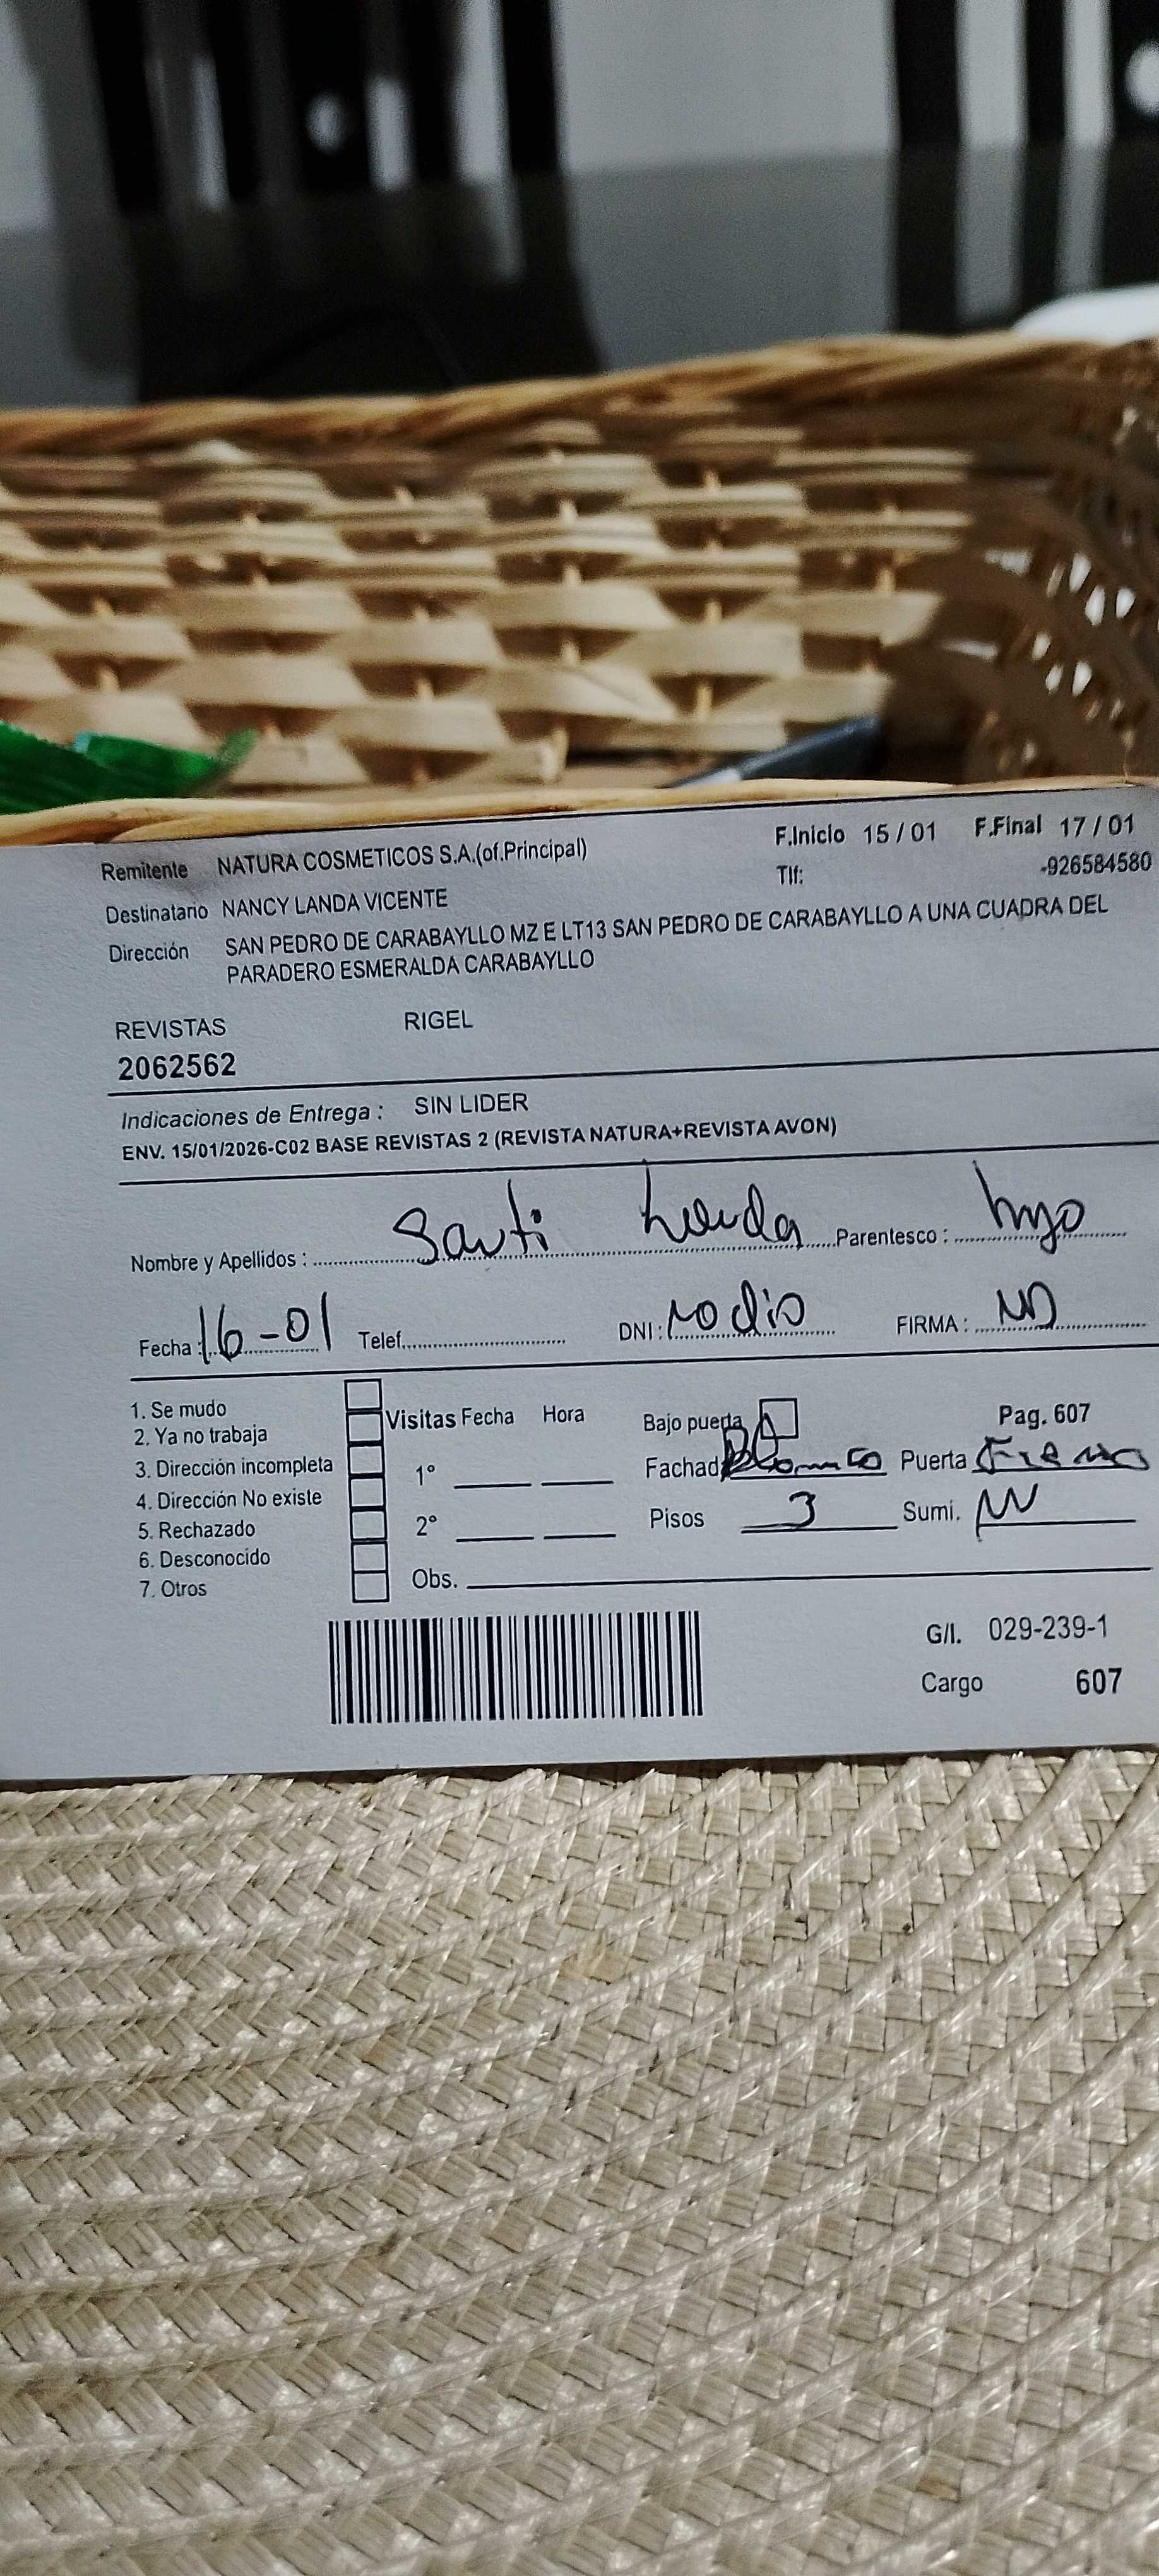 Remitente NATURA COSMETICOS S.A.(of.Principal) F.Inicio 15 / 01 F.Final 17 / 01
Tlf: -926584580
Destinatario NANCY LANDA VICENTE
Dirección SAN PEDRO DE CARABAYLLO MZ E LT13 SAN PEDRO DE CARABAYLLO A UNA CUADRA DEL
PARADERO ESMERALDA CARABAYLLO
REVISTAS RIGEL
2062562
Indicaciones de Entrega : SIN LIDER
ENV. 15/01/2026-C02 BASE REVISTAS 2 (REVISTA NATURA+REVISTA AVON)
Nombre y Apellidos : Santi Landa Parentesco : hijo
Fecha : 16-01 Telef. DNI : no dio FIRMA :
1. Se mudo
2. Ya no trabaja
3. Dirección incompleta
4. Dirección No existe
5. Rechazado
6. Desconocido
7. Otros
Visitas Fecha Hora
1°
2°
Obs.
Bajo puerta Pag. 607
Fachada Puerta
Pisos 3 Sumi.
G/I. 029-239-1
Cargo 607